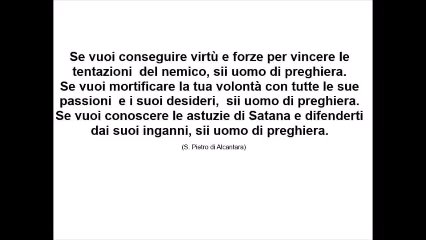 Se vuoi conseguire virtù e forze per vincere le
tentazioni del nemico, sii uomo di preghiera.
Se vuoi mortificare la tua volontà con tutte le sue
passioni e i suoi desideri, sii uomo di preghiera.
Se vuoi conoscere le astuzie di Satana e difenderti
dai suoi inganni, sii uomo di preghiera.
(S. Pietro di Alcantara)